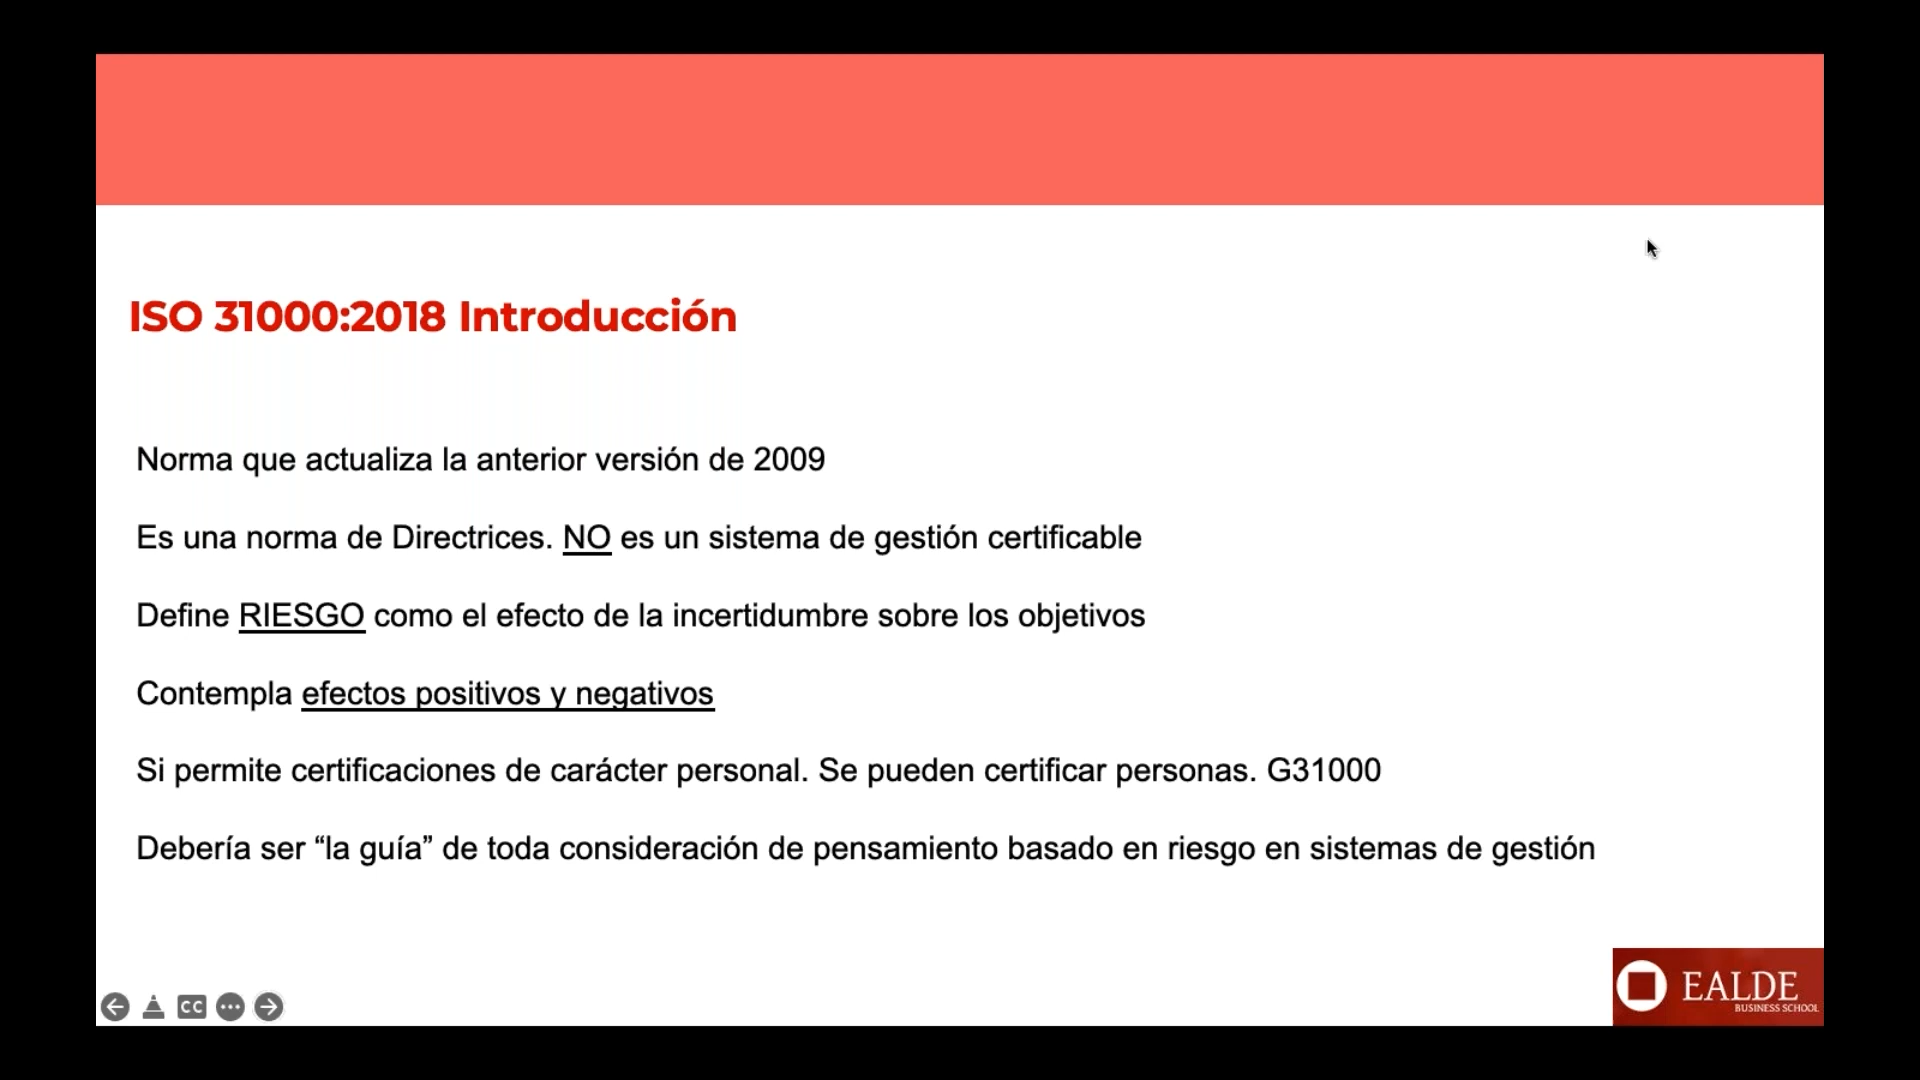 ISO 31000:2018 Introducción
Norma que actualiza la anterior versión de 2009
Es una norma de Directrices. NO es un sistema de gestión certificable
Define RIESGO como el efecto de la incertidumbre sobre los objetivos
Contempla efectos positivos y negativos
Si permite certificaciones de carácter personal. Se pueden certificar personas. G31000
Debería ser “la guía” de toda consideración de pensamiento basado en riesgo en sistemas de gestión
CC
EALDE
BUSINESS SCHOOL